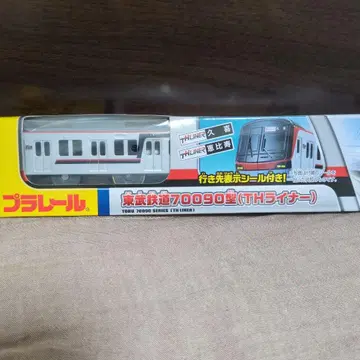 THLINER 久喜
THLINER 恵比寿
行き先表示シール付き!
プラレール
東武鉄道70090型(THライナー)
TOBU 70090 SERIES (TH LINER)